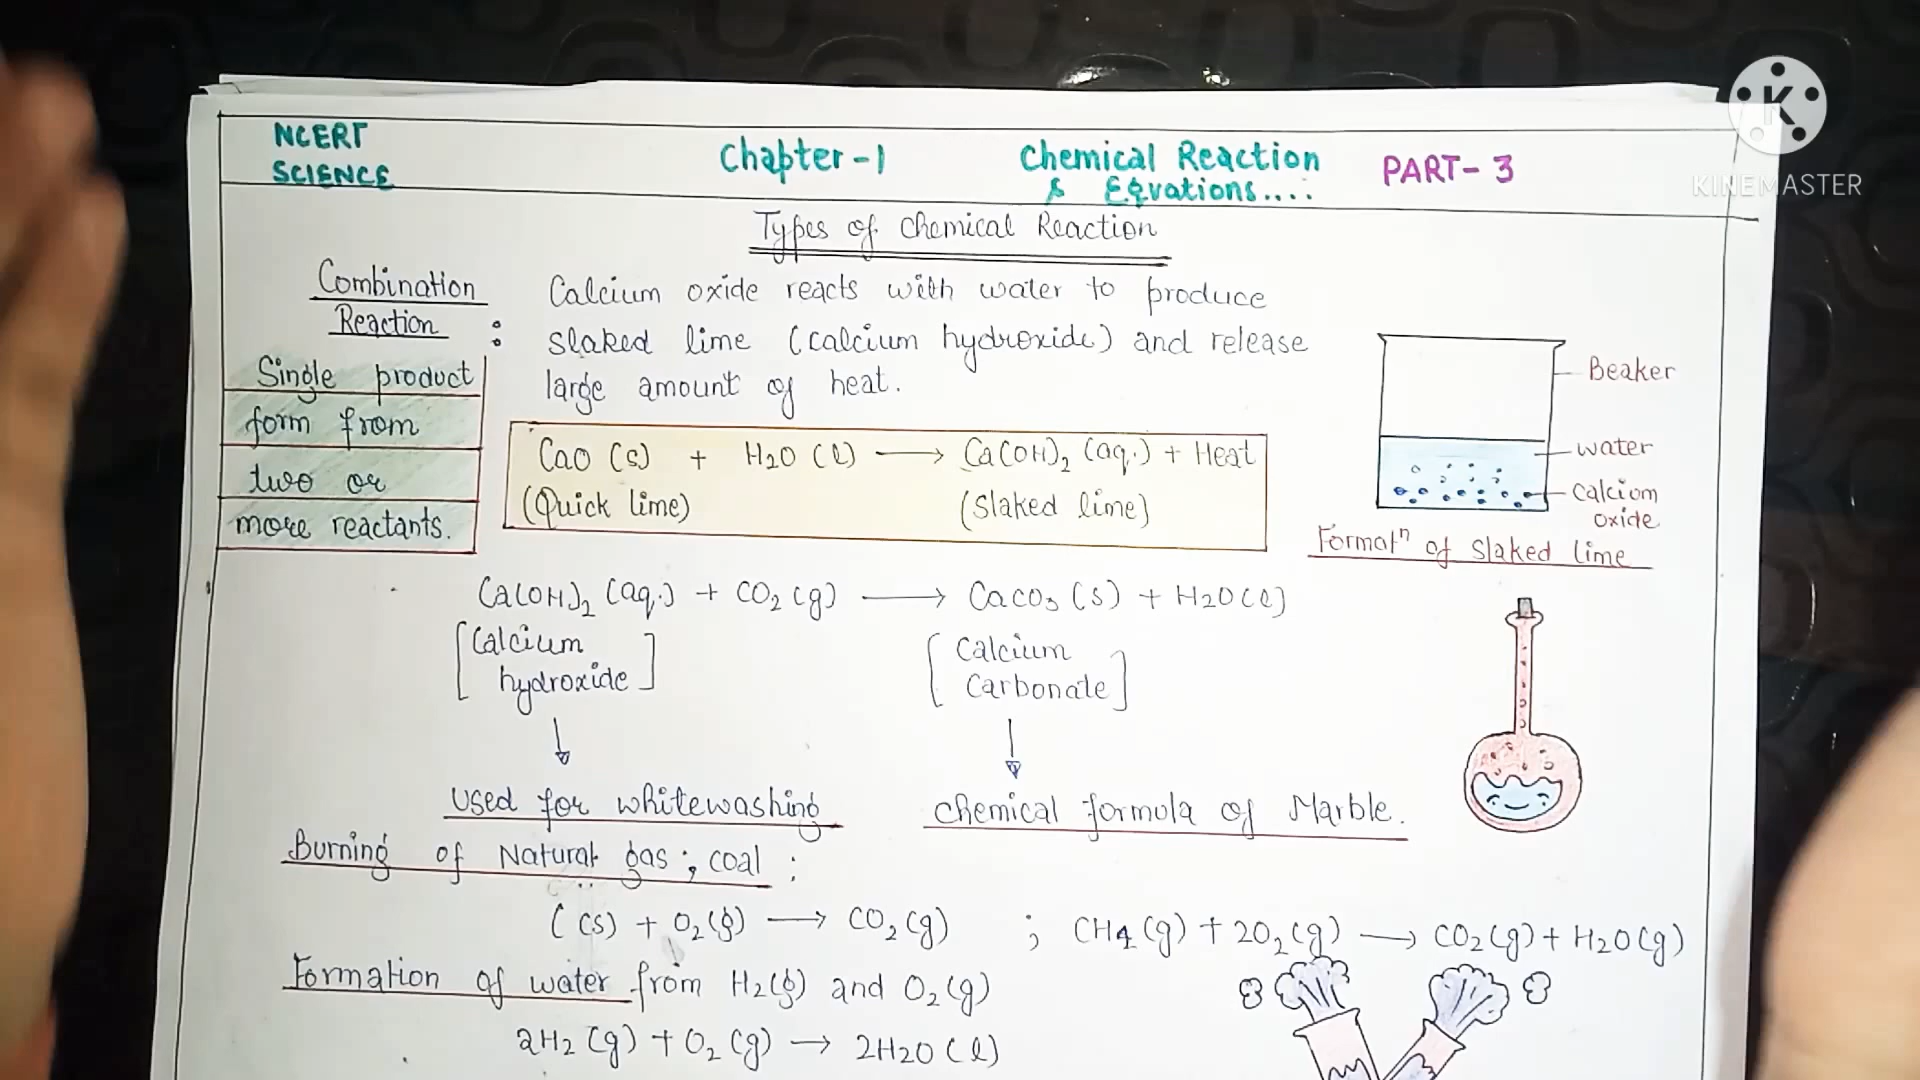 NCERT
SCIENCE
Chapter-1
Chemical Reaction
& Equations....
PART-3
K
KINEMASTER
Types of Chemical Reaction
Combination
Reaction :
Single product
form from
two or
more reactants.
Calcium oxide reacts with water to produce
slaked lime (calcium hydroxide) and release
large amount of heat.
CaO (s) + H2O (l) → Ca(OH)2 (aq.) + Heat
(Quick lime) (Slaked lime)
Beaker
water
Calcium
oxide
Formatⁿ of slaked lime
Ca(OH)2 (aq.) + CO2 (g) → CaCO3 (s) + H2O(l)
[Calcium hydroxide] [Calcium Carbonate]
↓ ↓
Used for whitewashing Chemical formula of Marble.
Burning of Natural gas ; coal :
C (s) + O2 (g) → CO2 (g) ; CH4 (g) + 2O2 (g) → CO2 (g) + H2O (g)
Formation of water from H2(g) and O2(g)
2H2 (g) + O2 (g) → 2H2O (l)